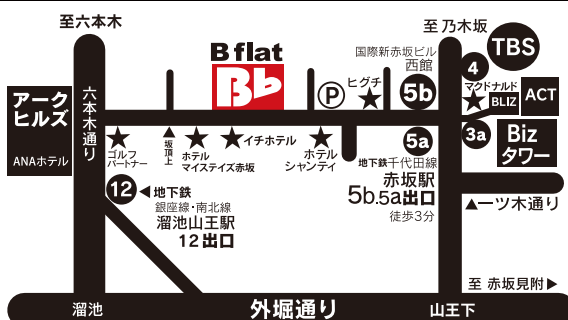 至六本木
至 乃木坂
TBS
B flat
国際新赤坂ビル
西館
4
Bb
P
ヒグチ
5b
マクドナルド
BLIZ
ACT
アーク
ヒルズ
ANAホテル
六本木通り
3a
Biz
タワー
ゴルフ
パートナー
▲坂頂上
ホテル
マイステイズ赤坂
イチホテル
ホテル
シャンティ
5a
地下鉄千代田線
赤坂駅
5b.5a出口
徒歩3分
12
◀地下鉄
銀座線・南北線
溜池山王駅
12出口
▲一ツ木通り
至 赤坂見附▶
溜池
外堀通り
山王下